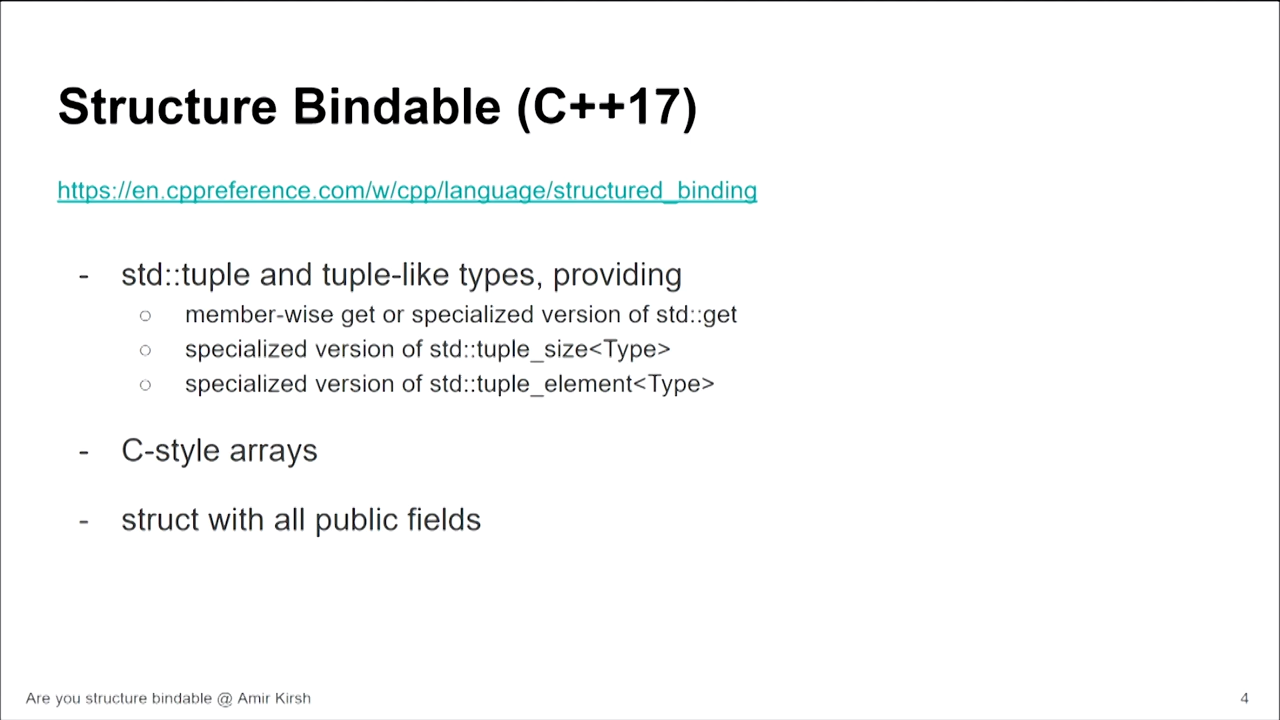 Structure Bindable (C++17)
https://en.cppreference.com/w/cpp/language/structured_binding
- std::tuple and tuple-like types, providing
○ member-wise get or specialized version of std::get
○ specialized version of std::tuple_size<Type>
○ specialized version of std::tuple_element<Type>
- C-style arrays
- struct with all public fields
Are you structure bindable @ Amir Kirsh
4